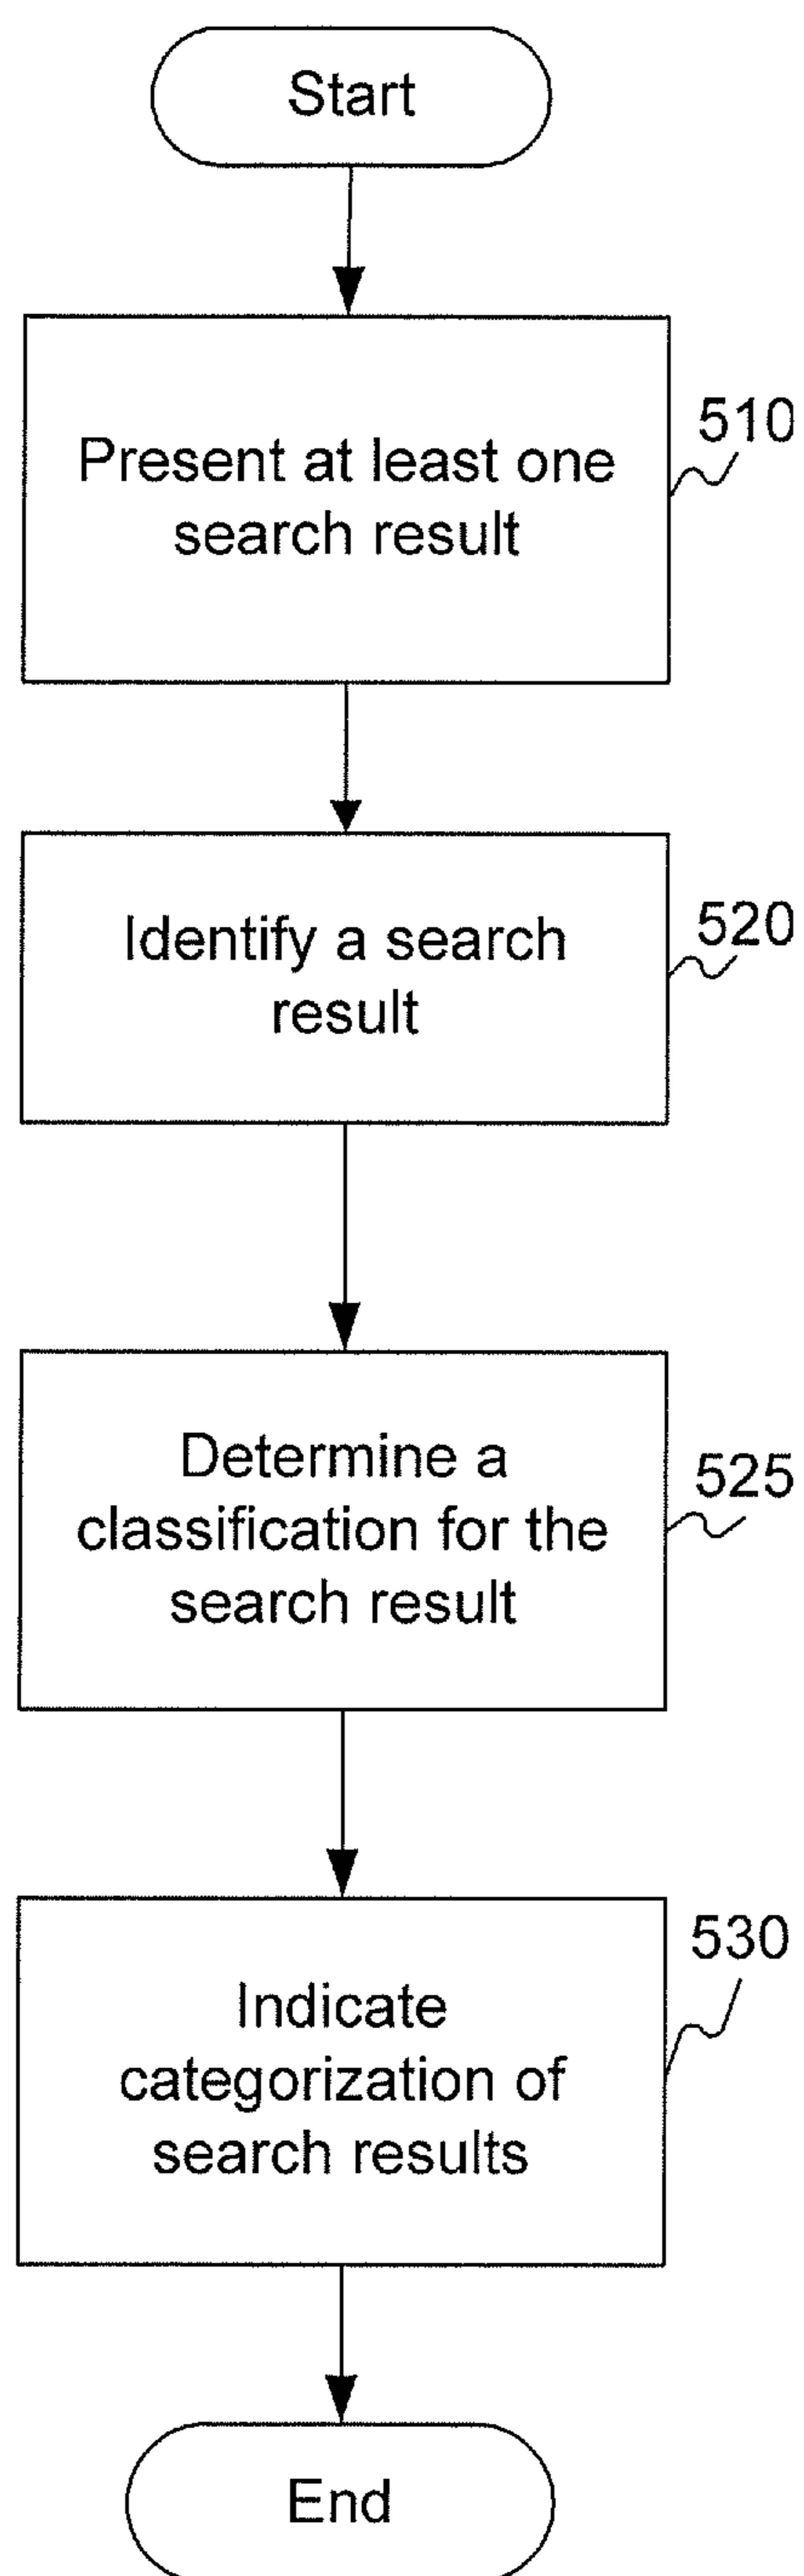 Start
Present at least one
search result
510
Identify a search
result
520
Determine a
classification for the
search result
525
Indicate
categorization of
search results
530
End